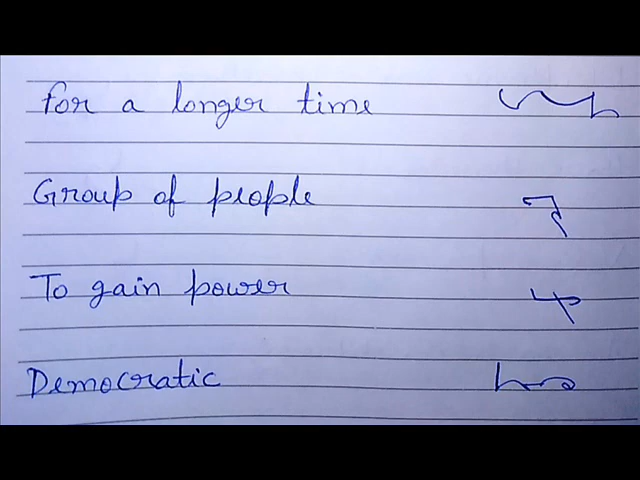 for a longer time
Group of people
To gain power
Democratic